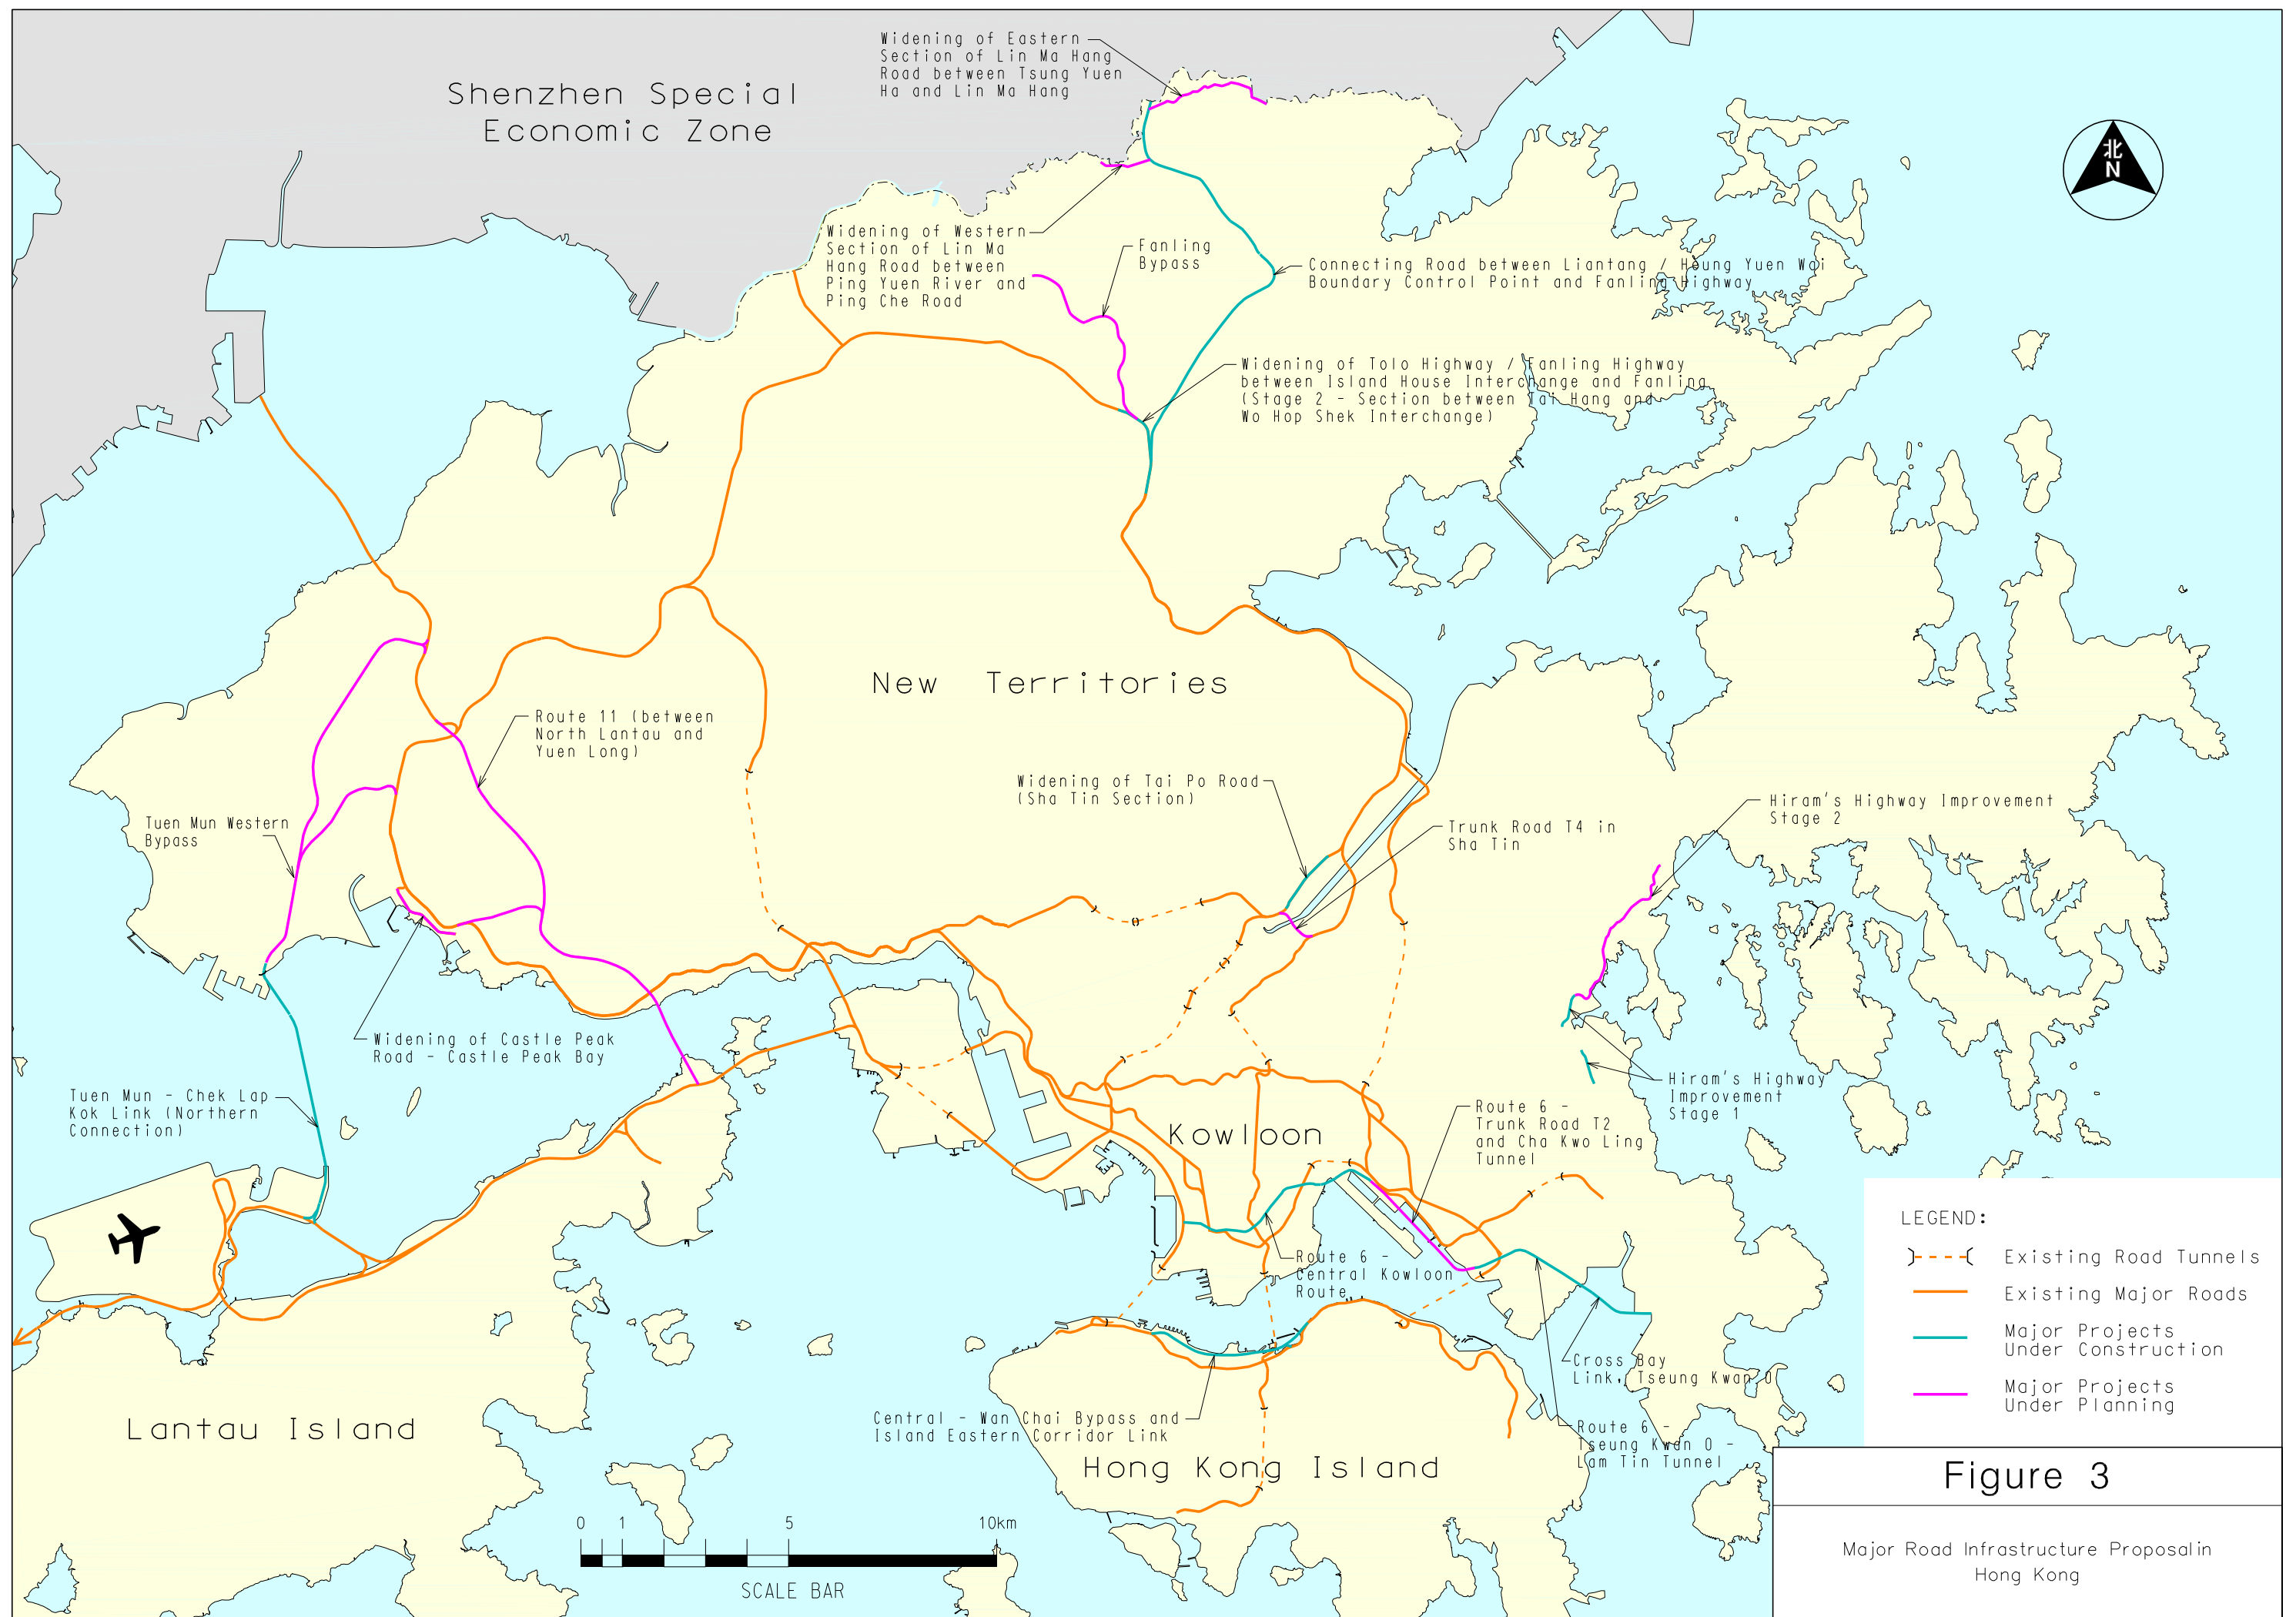 Widening of Eastern
Section of Lin Ma Hang
Road between Tsung Yuen
Ha and Lin Ma Hang
Shenzhen Special
Economic Zone
北
N
Widening of Western
Section of Lin Ma
Hang Road between
Ping Yuen River and
Ping Che Road
Fanling
Bypass
Connecting Road between Liantang / Heung Yuen Wai
Boundary Control Point and Fanling Highway
Widening of Tolo Highway / Fanling Highway
between Island House Interchange and Fanling
(Stage 2 - Section between Tai Hang and
Wo Hop Shek Interchange)
New Territories
Route 11 (between
North Lantau and
Yuen Long)
Widening of Tai Po Road
(Sha Tin Section)
Hiram's Highway Improvement
Stage 2
Tuen Mun Western
Bypass
Trunk Road T4 in
Sha Tin
Widening of Castle Peak
Road - Castle Peak Bay
Tuen Mun - Chek Lap
Kok Link (Northern
Connection)
Hiram's Highway
Improvement
Stage 1
Route 6 -
Trunk Road T2
and Cha Kwo Ling
Tunnel
Kowloon
Route 6 -
Central Kowloon
Route
Cross Bay
Link, Tseung Kwan O
Central - Wan Chai Bypass and
Island Eastern Corridor Link
Route 6 -
Tseung Kwan O -
Lam Tin Tunnel
Lantau Island
Hong Kong Island
0 1 5 10km
SCALE BAR
LEGEND:
Existing Road Tunnels
Existing Major Roads
Major Projects
Under Construction
Major Projects
Under Planning
Figure 3
Major Road Infrastructure Proposalin
Hong Kong